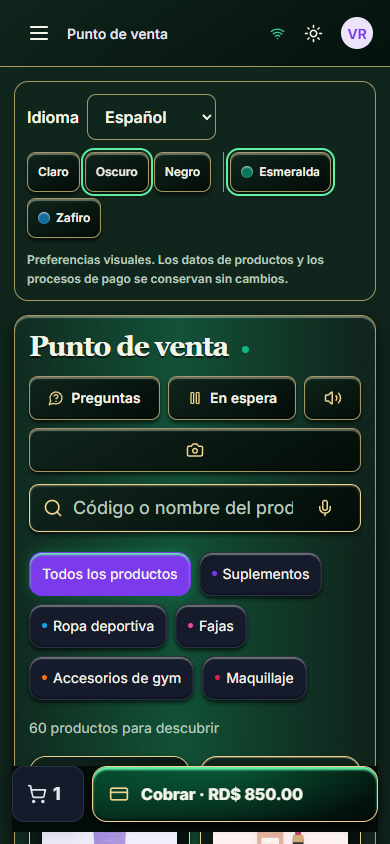 Punto de venta
VR
Idioma
Español
Claro
Oscuro
Negro
Esmeralda
Zafiro
Preferencias visuales. Los datos de productos y los
procesos de pago se conservan sin cambios.
Punto de venta
Preguntas
En espera
Código o nombre del prod
Todos los productos
Suplementos
Ropa deportiva
Fajas
Accesorios de gym
Maquillaje
60 productos para descubrir
1
Cobrar · RD$ 850.00